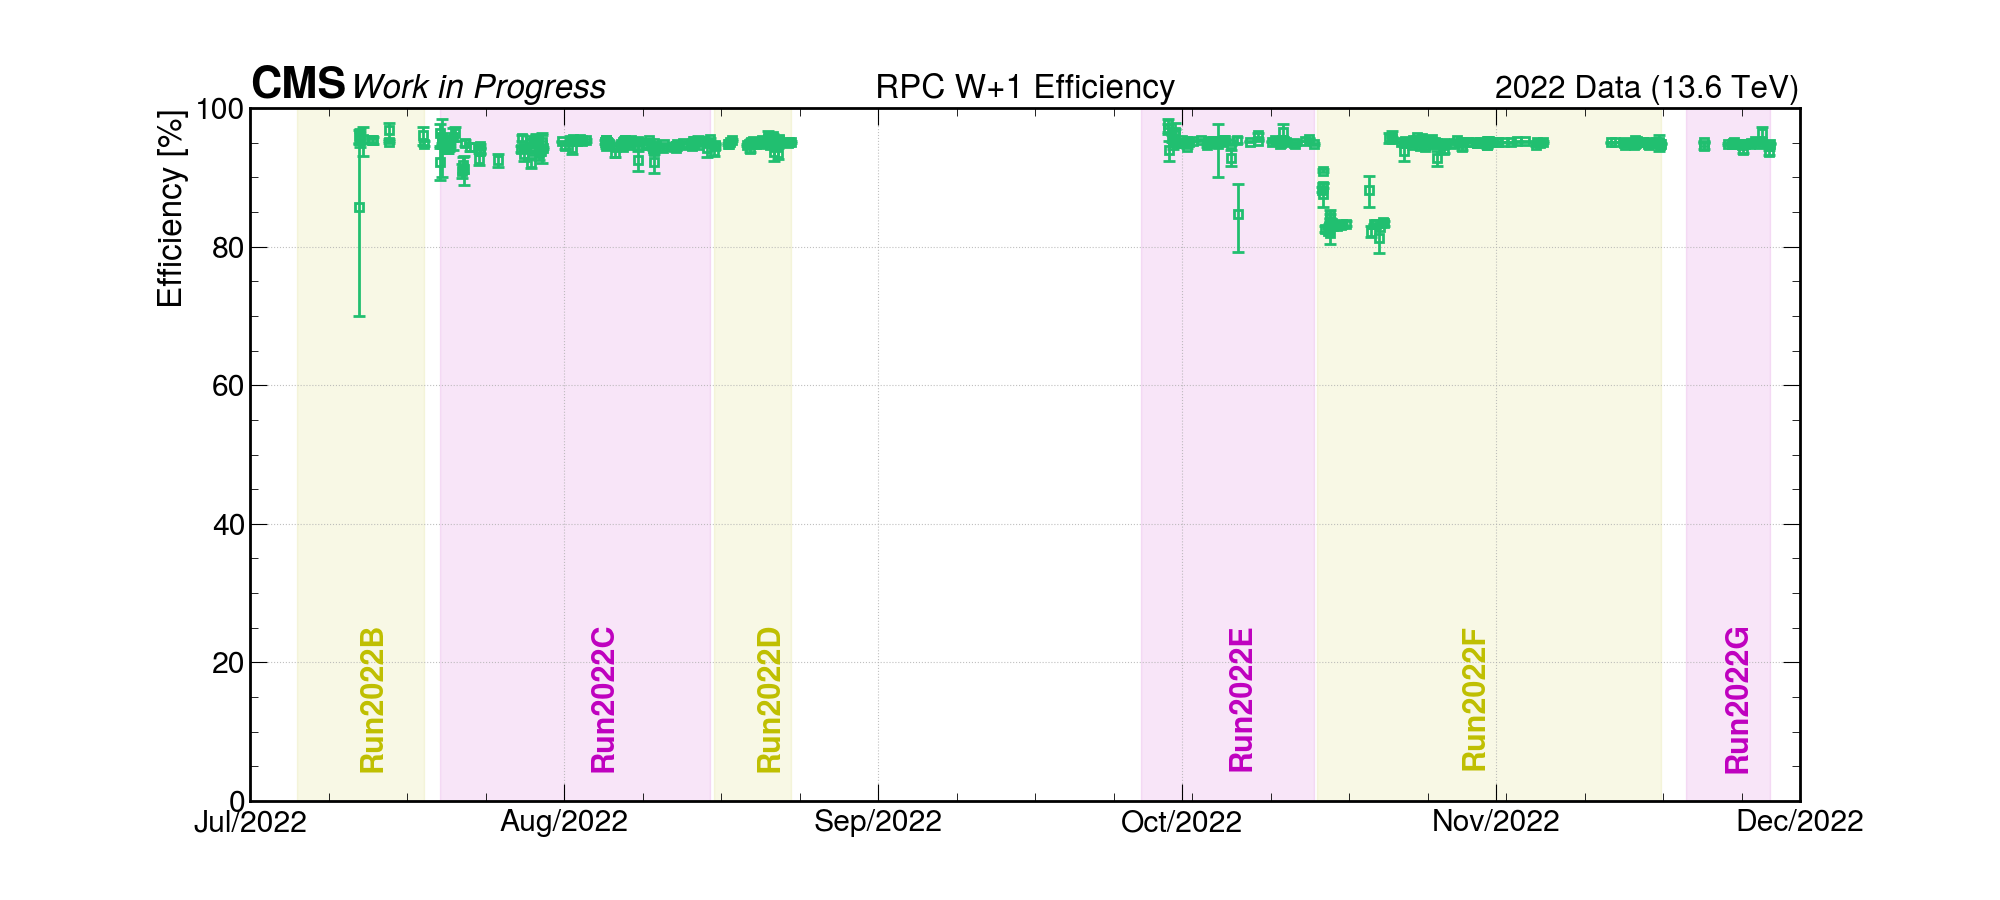 CMS Work in Progress RPC W+1 Efficiency 2022 Data (13.6 TeV)
Efficiency [%]
100
80
60
40
20
0
Run2022B
Run2022C
Run2022D
Run2022E
Run2022F
Run2022G
Jul/2022 Aug/2022 Sep/2022 Oct/2022 Nov/2022 Dec/2022